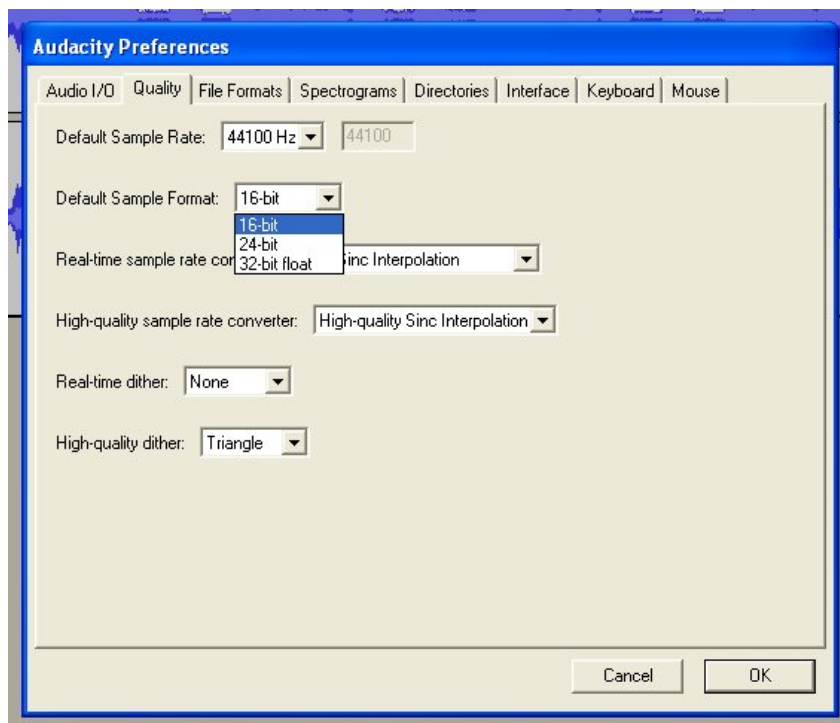 Audacity Preferences
Audio I/O Quality File Formats Spectrograms Directories Interface Keyboard Mouse
Default Sample Rate: 44100 Hz 44100
Default Sample Format: 16-bit
16-bit
24-bit
32-bit float
Real-time sample rate con Sinc Interpolation
High-quality sample rate converter: High-quality Sinc Interpolation
Real-time dither: None
High-quality dither: Triangle
Cancel OK